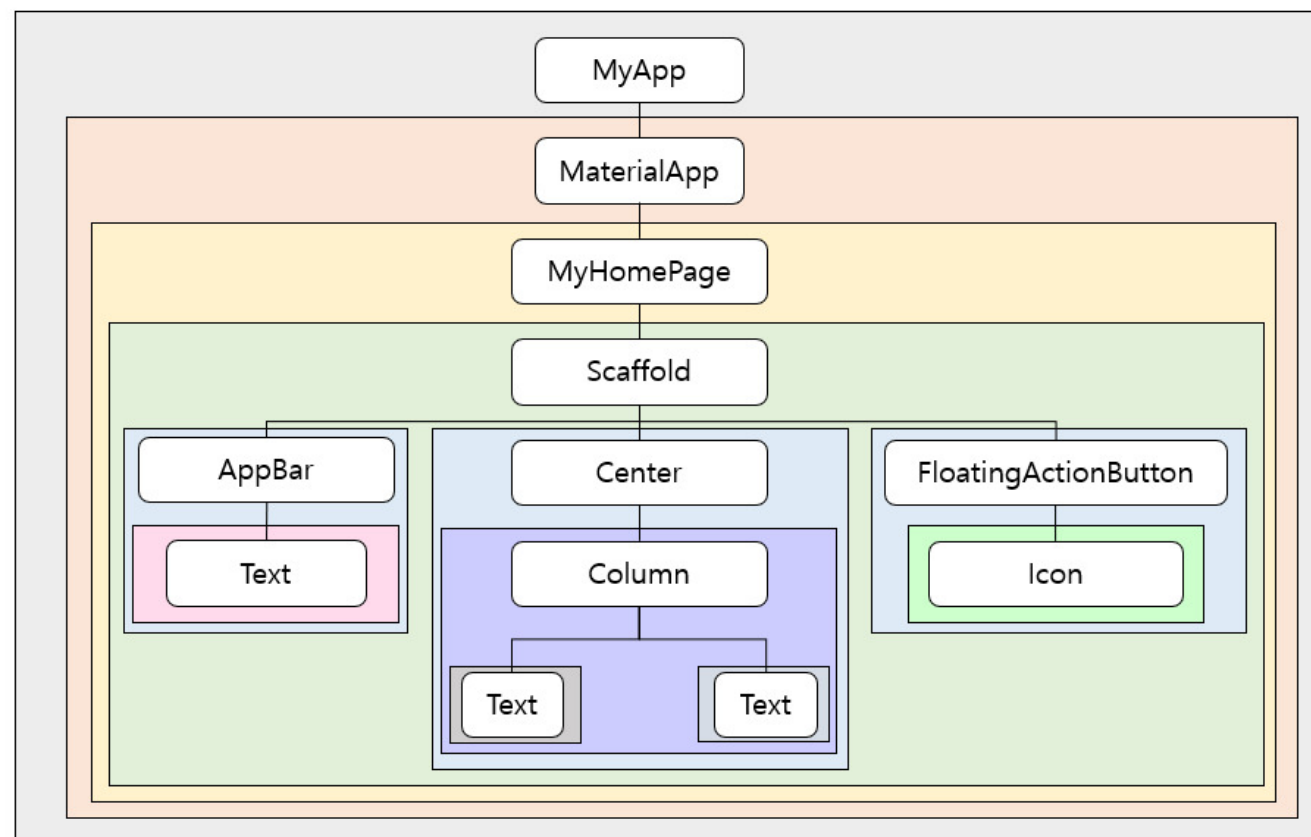 MyApp
MaterialApp
MyHomePage
Scaffold
AppBar
Center
FloatingActionButton
Text
Column
Icon
Text
Text